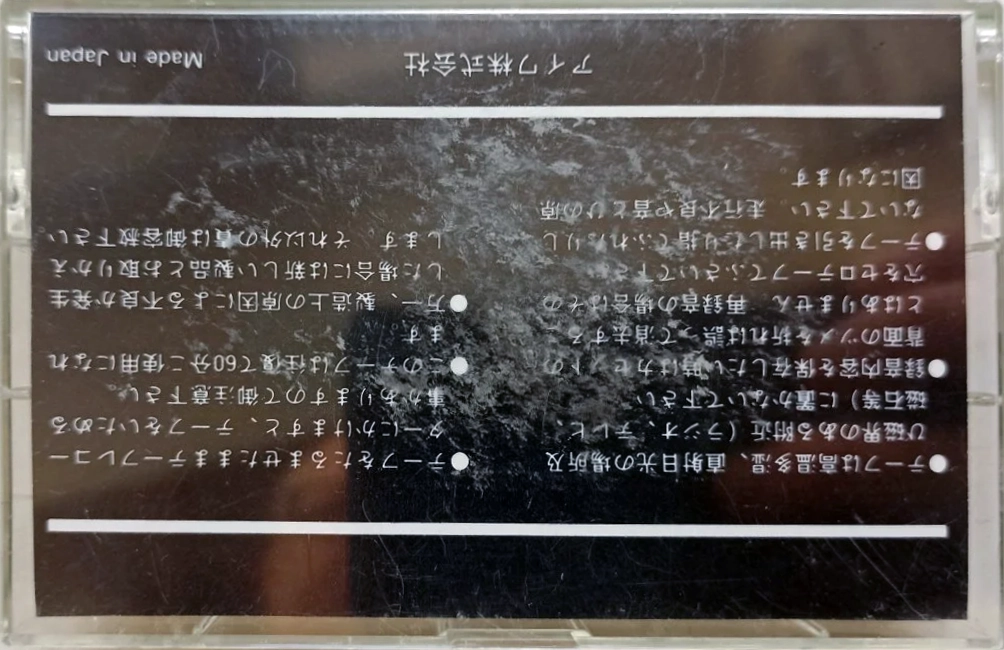 ●テープは高温多湿、直射日光の場所及
び磁界のある附近（ラジオ、テレビ、
磁石等）に置かないで下さい
●録音内容を保存したい時はカセットの
背面のツメを折れば誤って消去する
とはありません 再録音の場合はその
穴をセロテープでふさいで下さ
●テープを引き出したり指でふれたりし
ないで下さい 走行不良や音とびの原
因になります。
●テープをたるませたままテープレコー
ダーにかけますと、テープをいためる
事がありますので御注意下さい
●このテープは往復で60分ご使用になれ
ます
●万一、製造上の原因による不良が発生
した場合には新しい製品とお取りかえ
します それ以外の責は御容赦下さい
アイワ株式会社
Made in Japan